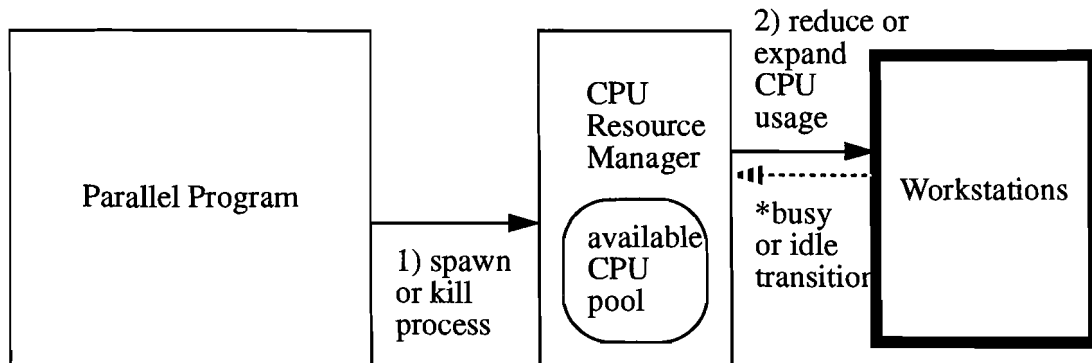 Parallel Program
1) spawn
or kill
process
CPU
Resource
Manager
available
CPU
pool
2) reduce or
expand
CPU
usage
*busy
or idle
transition
Workstations